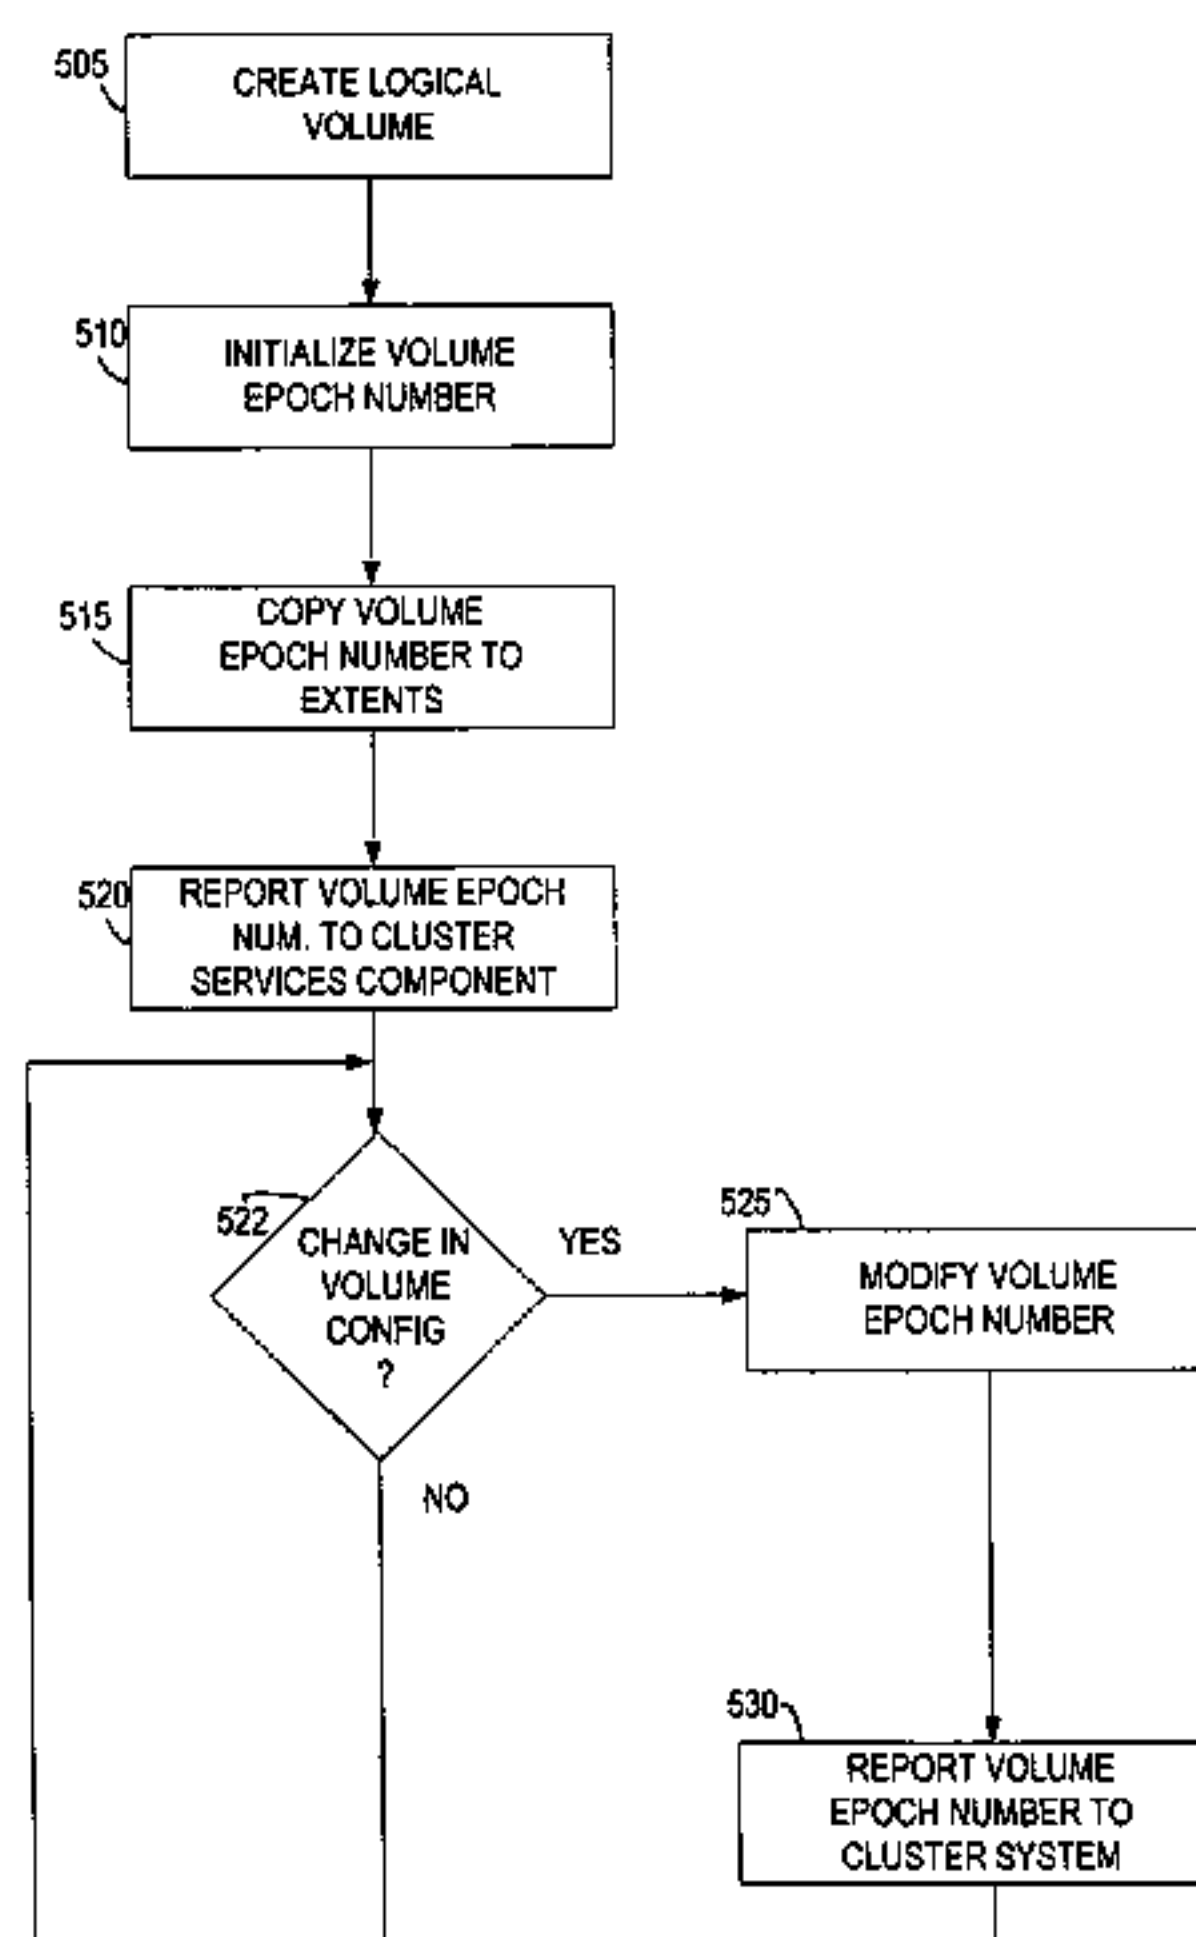 505
CREATE LOGICAL
VOLUME
510
INITIALIZE VOLUME
EPOCH NUMBER
515
COPY VOLUME
EPOCH NUMBER TO
EXTENTS
520
REPORT VOLUME EPOCH
NUM. TO CLUSTER
SERVICES COMPONENT
522
CHANGE IN
VOLUME
CONFIG
?
YES
NO
525
MODIFY VOLUME
EPOCH NUMBER
530
REPORT VOLUME
EPOCH NUMBER TO
CLUSTER SYSTEM